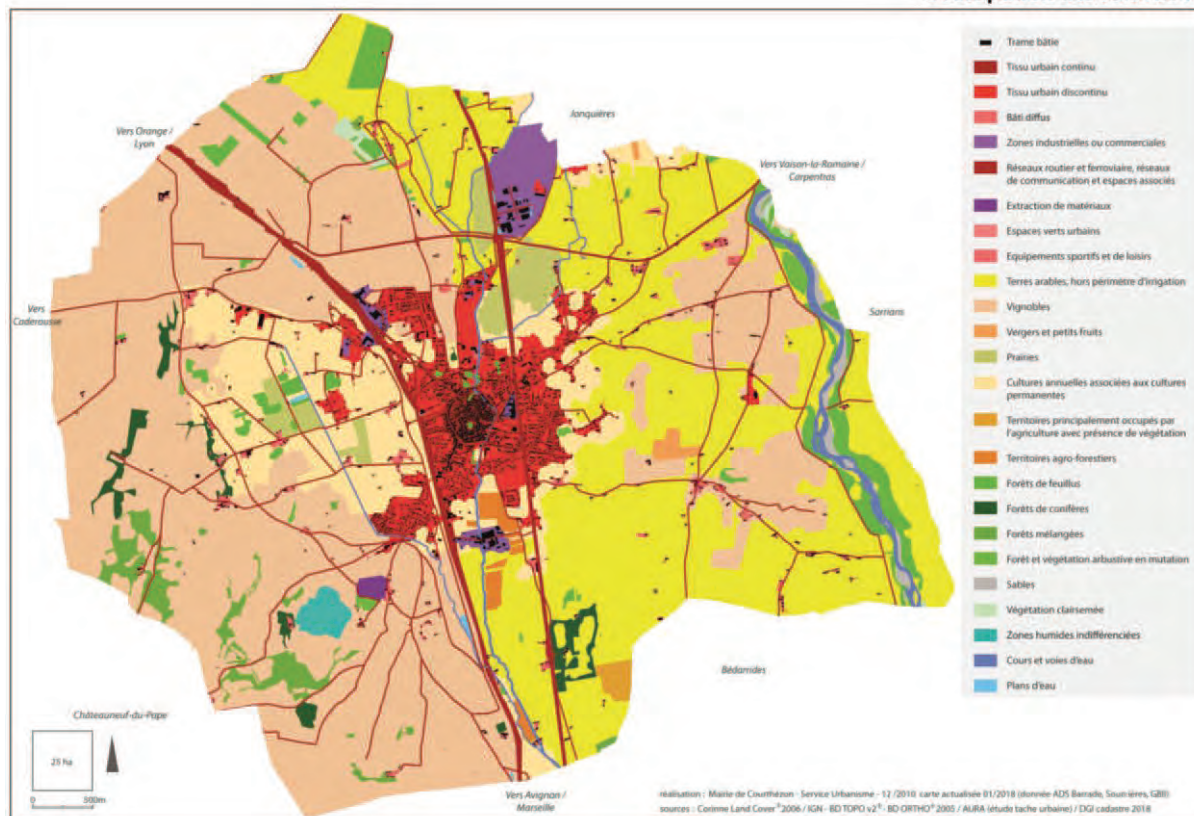 Jonquières
Vers Orange /
Lyon
Vers Vaison-la-Romaine /
Carpentras
Vers
Caderousse
Sarrians
Bédarrides
Châteauneuf-du-Pape
Vers Avignon /
Marseille
25 ha
0 500m
Trame bâtie
Tissu urbain continu
Tissu urbain discontinu
Bâti diffus
Zones industrielles ou commerciales
Réseaux routier et ferroviaire, réseaux
de communication et espaces associés
Extraction de matériaux
Espaces verts urbains
Equipements sportifs et de loisirs
Terres arables, hors périmètre d'irrigation
Vignobles
Vergers et petits fruits
Prairies
Cultures annuelles associées aux cultures
permanentes
Territoires principalement occupés par
l'agriculture avec présence de végétation
Territoires agro-forestiers
Forêts de feuillus
Forêts de conifères
Forêts mélangées
Forêt et végétation arbustive en mutation
Sables
Végétation clairsemée
Zones humides indifférenciées
Cours et voies d'eau
Plans d'eau
réalisation : Mairie de Courthézon - Service Urbanisme - 12 /2010 carte actualisée 01/2018 (donnée ADS Barrade, Sourcières, GBII)
sources : Corinne Land Cover®2006 / IGN - BD TOPO v2® - BD ORTHO®2005 / AURA (étude tache urbaine) / DGI cadastre 2018